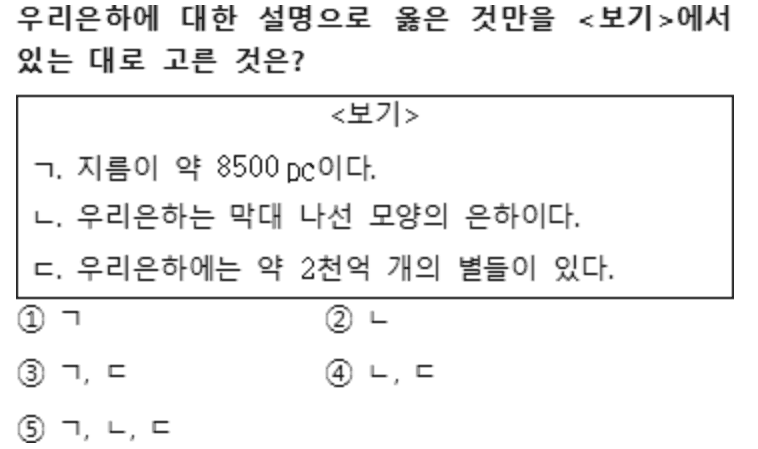 우리은하에 대한 설명으로 옳은 것만을 <보기>에서
있는 대로 고른 것은?
<보기>
ㄱ. 지름이 약 8500pc이다.
ㄴ. 우리은하는 막대 나선 모양의 은하이다.
ㄷ. 우리은하에는 약 2천억 개의 별들이 있다.
① ㄱ ② ㄴ
③ ㄱ, ㄷ ④ ㄴ, ㄷ
⑤ ㄱ, ㄴ, ㄷ